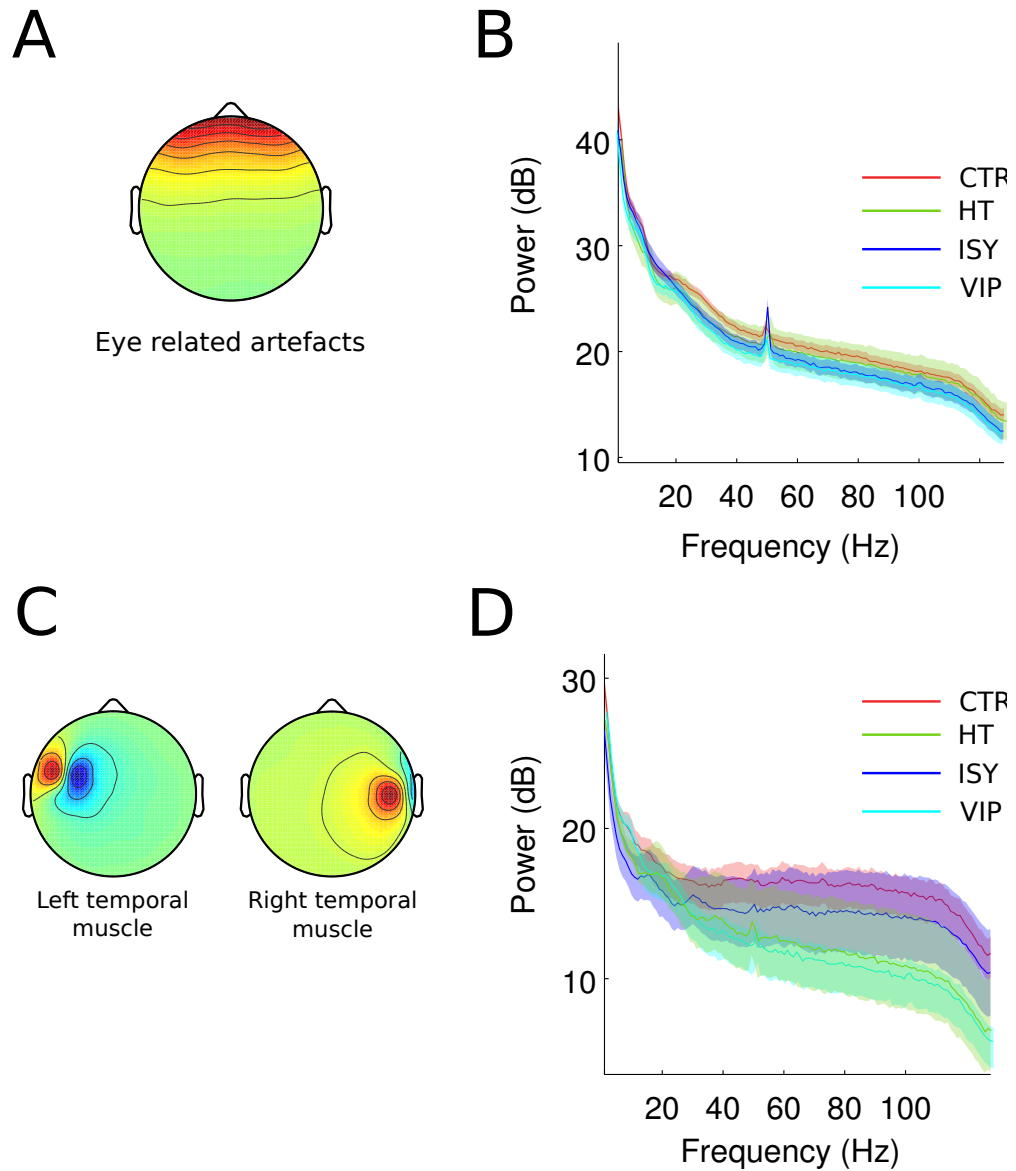 A
Eye related artefacts
B
Power (dB)
40
30
20
10
CTR
HT
ISY
VIP
20 40 60 80 100
Frequency (Hz)
C
Left temporal
muscle
Right temporal
muscle
D
Power (dB)
30
20
10
CTR
HT
ISY
VIP
20 40 60 80 100
Frequency (Hz)